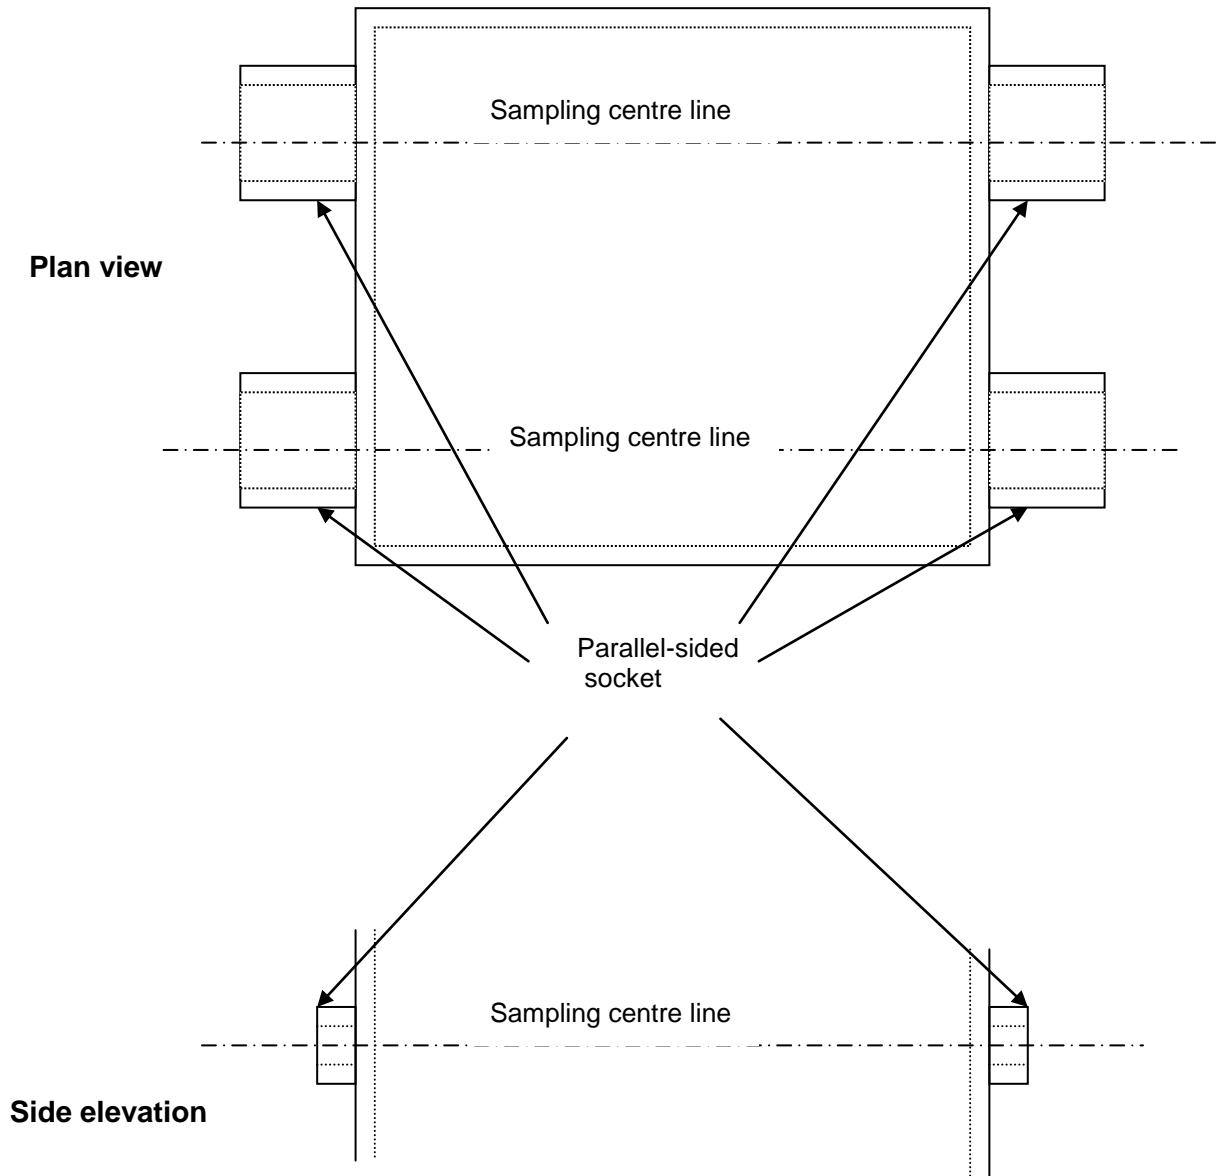 Sampling centre line
Plan view
Sampling centre line
Parallel-sided
socket
Sampling centre line
Side elevation